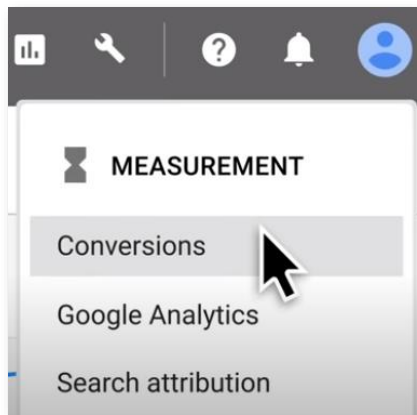 MEASUREMENT
Conversions
Google Analytics
Search attribution